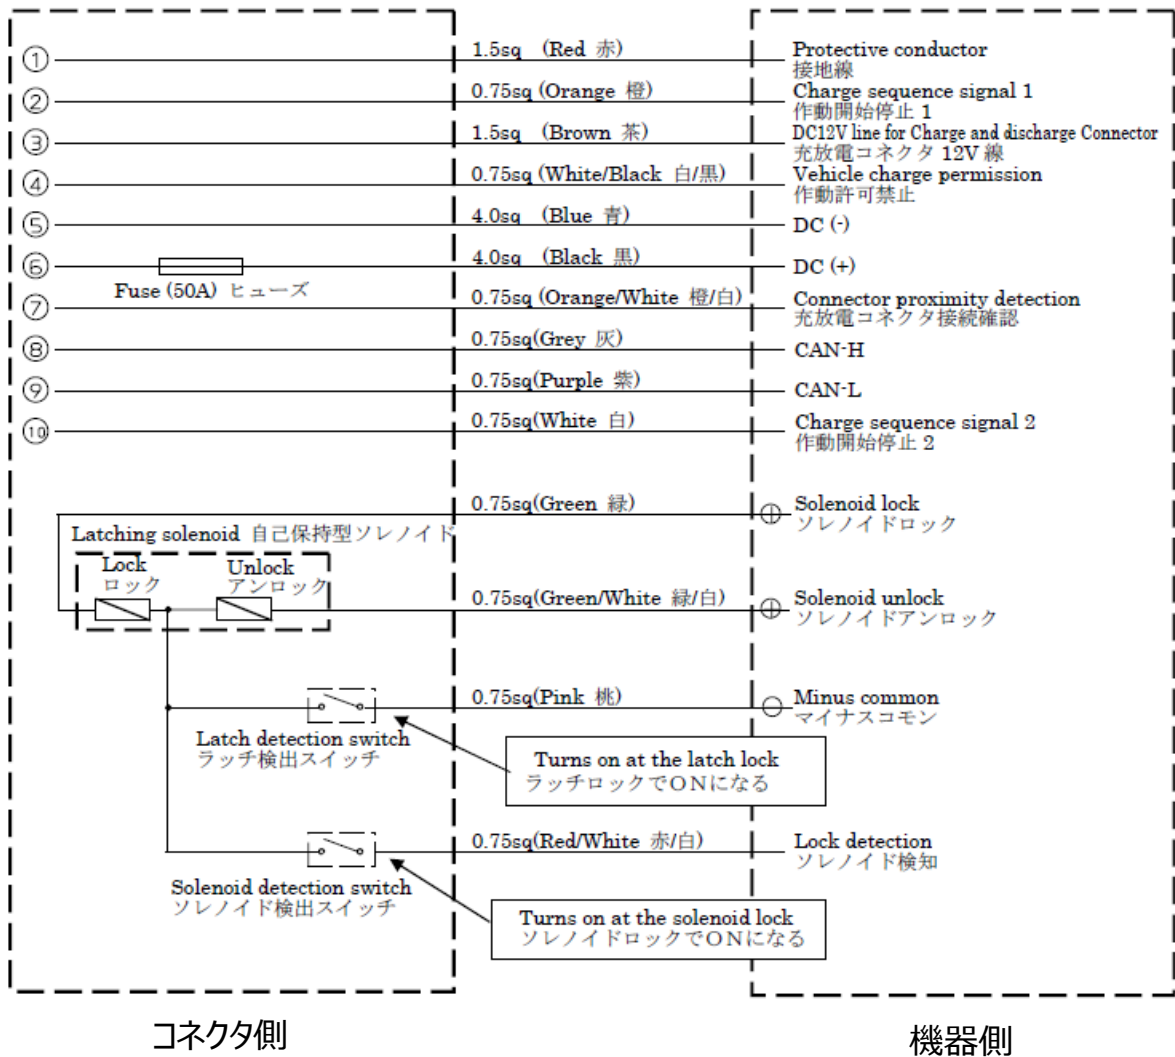 ① 1.5sq (Red 赤) Protective conductor
接地線
② 0.75sq (Orange 橙) Charge sequence signal 1
作動開始停止 1
③ 1.5sq (Brown 茶) DC12V line for Charge and discharge Connector
充放電コネクタ 12V 線
④ 0.75sq (White/Black 白/黒) Vehicle charge permission
作動許可禁止
⑤ 4.0sq (Blue 青) DC (-)
⑥ 4.0sq (Black 黒) DC (+)
Fuse (50A) ヒューズ
⑦ 0.75sq (Orange/White 橙/白) Connector proximity detection
充放電コネクタ接続確認
⑧ 0.75sq(Grey 灰) CAN-H
⑨ 0.75sq(Purple 紫) CAN-L
⑩ 0.75sq(White 白) Charge sequence signal 2
作動開始停止 2
0.75sq(Green 緑) Solenoid lock
ソレノイドロック
Latching solenoid 自己保持型ソレノイド
Lock Unlock
ロック アンロック
0.75sq(Green/White 緑/白) Solenoid unlock
ソレノイドアンロック
0.75sq(Pink 桃) Minus common
マイナスコモン
Latch detection switch
ラッチ検出スイッチ
Turns on at the latch lock
ラッチロックでONになる
0.75sq(Red/White 赤/白) Lock detection
ソレノイド検知
Solenoid detection switch
ソレノイド検出スイッチ
Turns on at the solenoid lock
ソレノイドロックでONになる
コネクタ側 機器側